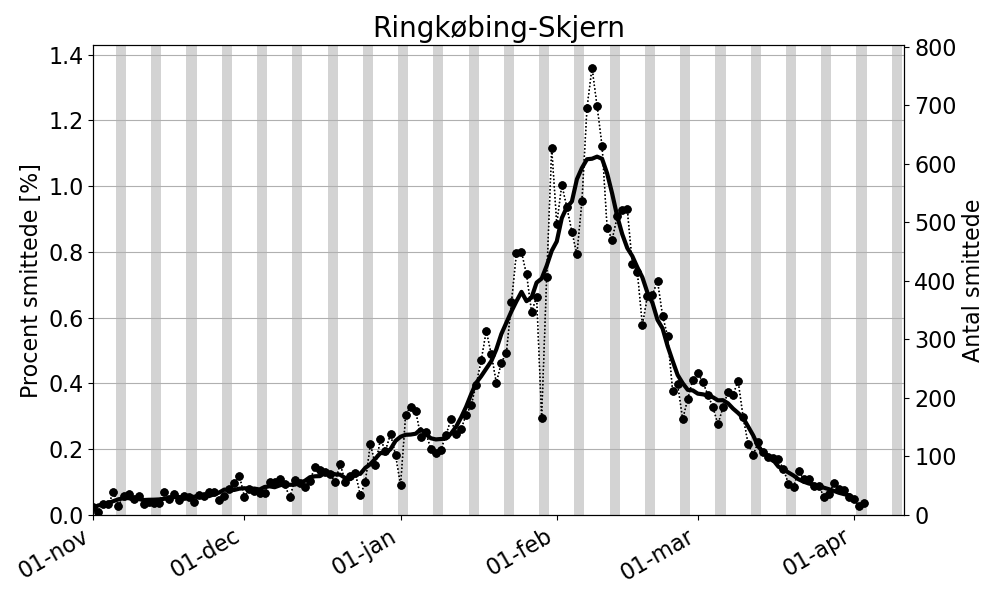 Ringkøbing-Skjern
Procent smittede [%]
1.4
1.2
1.0
0.8
0.6
0.4
0.2
0.0
800
700
600
500
400
300
200
100
0
Antal smittede
01-nov
01-dec
01-jan
01-feb
01-mar
01-apr